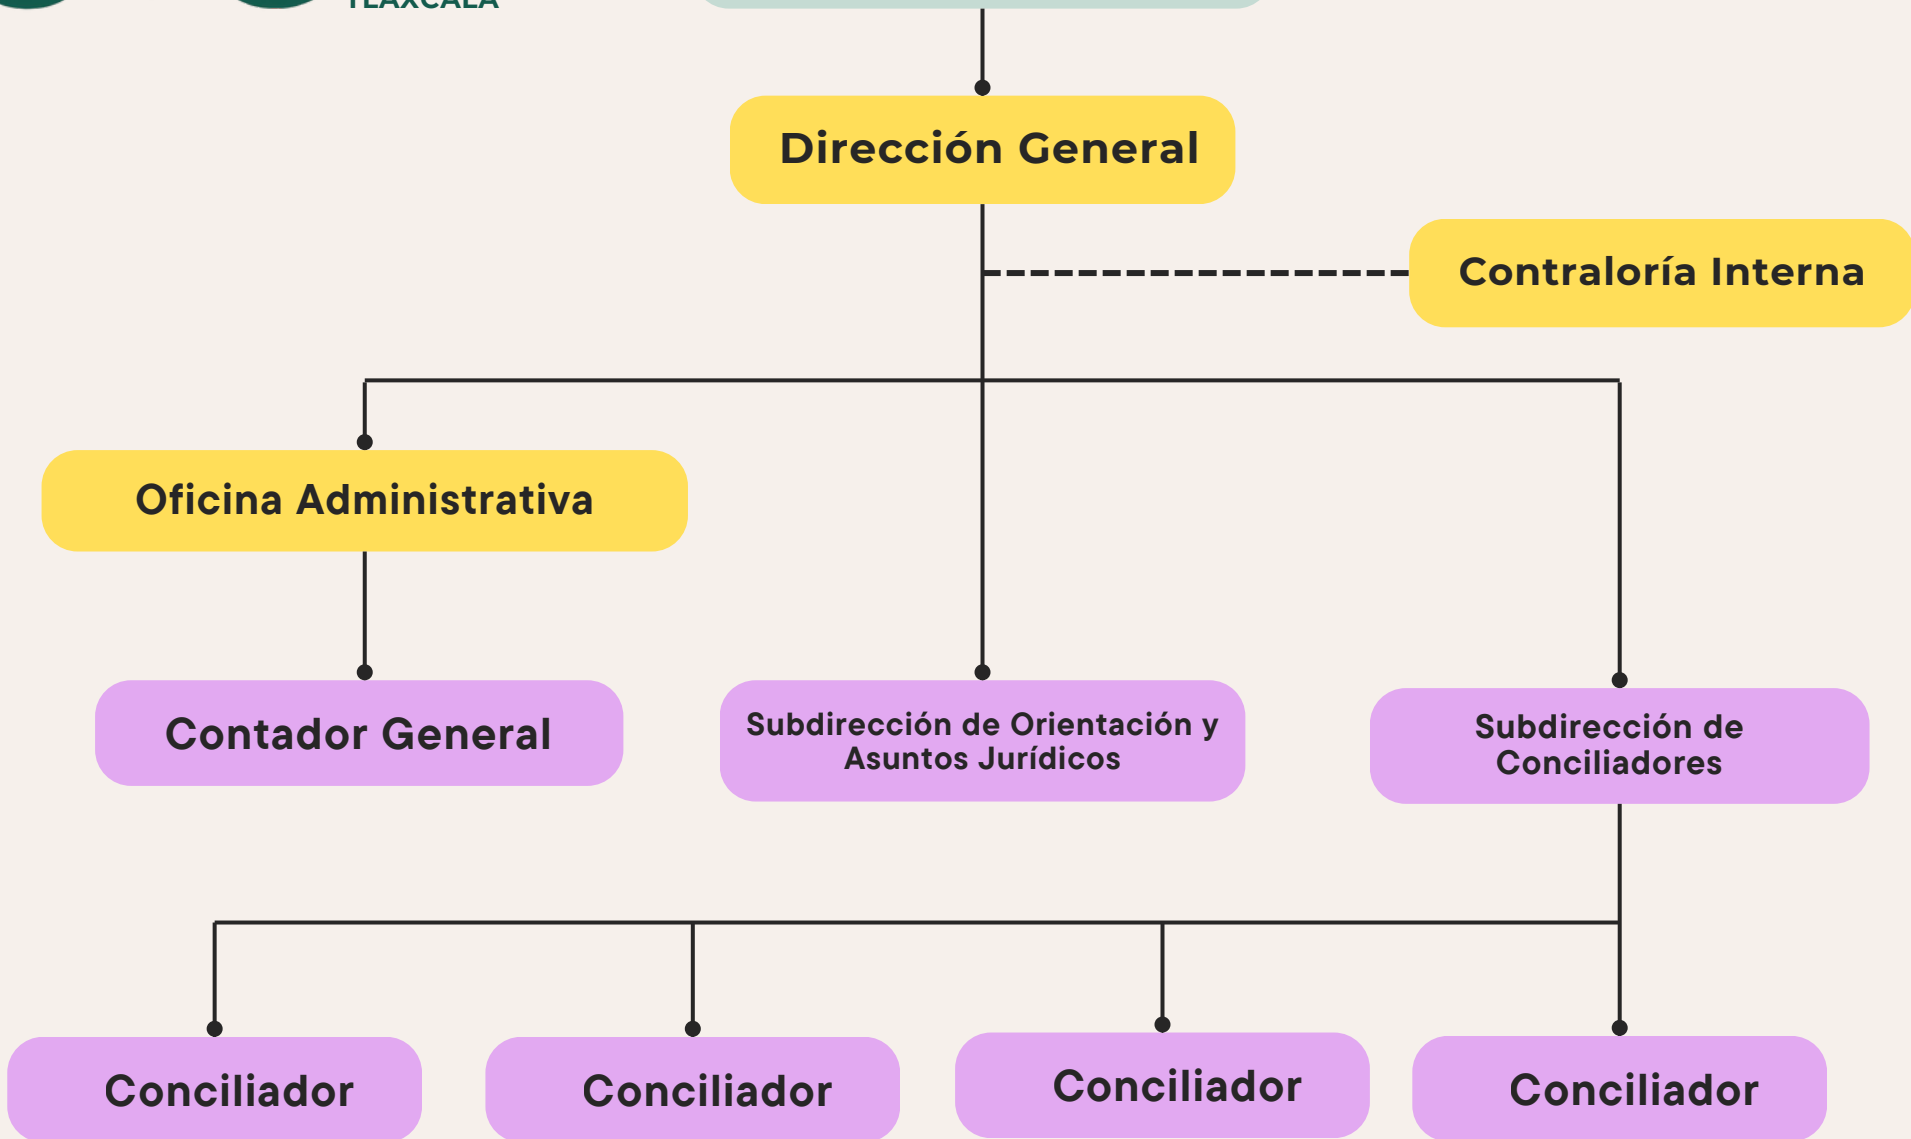 TLAXCALA
Dirección General
Contraloría Interna
Oficina Administrativa
Contador General
Subdirección de Orientación y
Asuntos Jurídicos
Subdirección de
Conciliadores
Conciliador
Conciliador
Conciliador
Conciliador